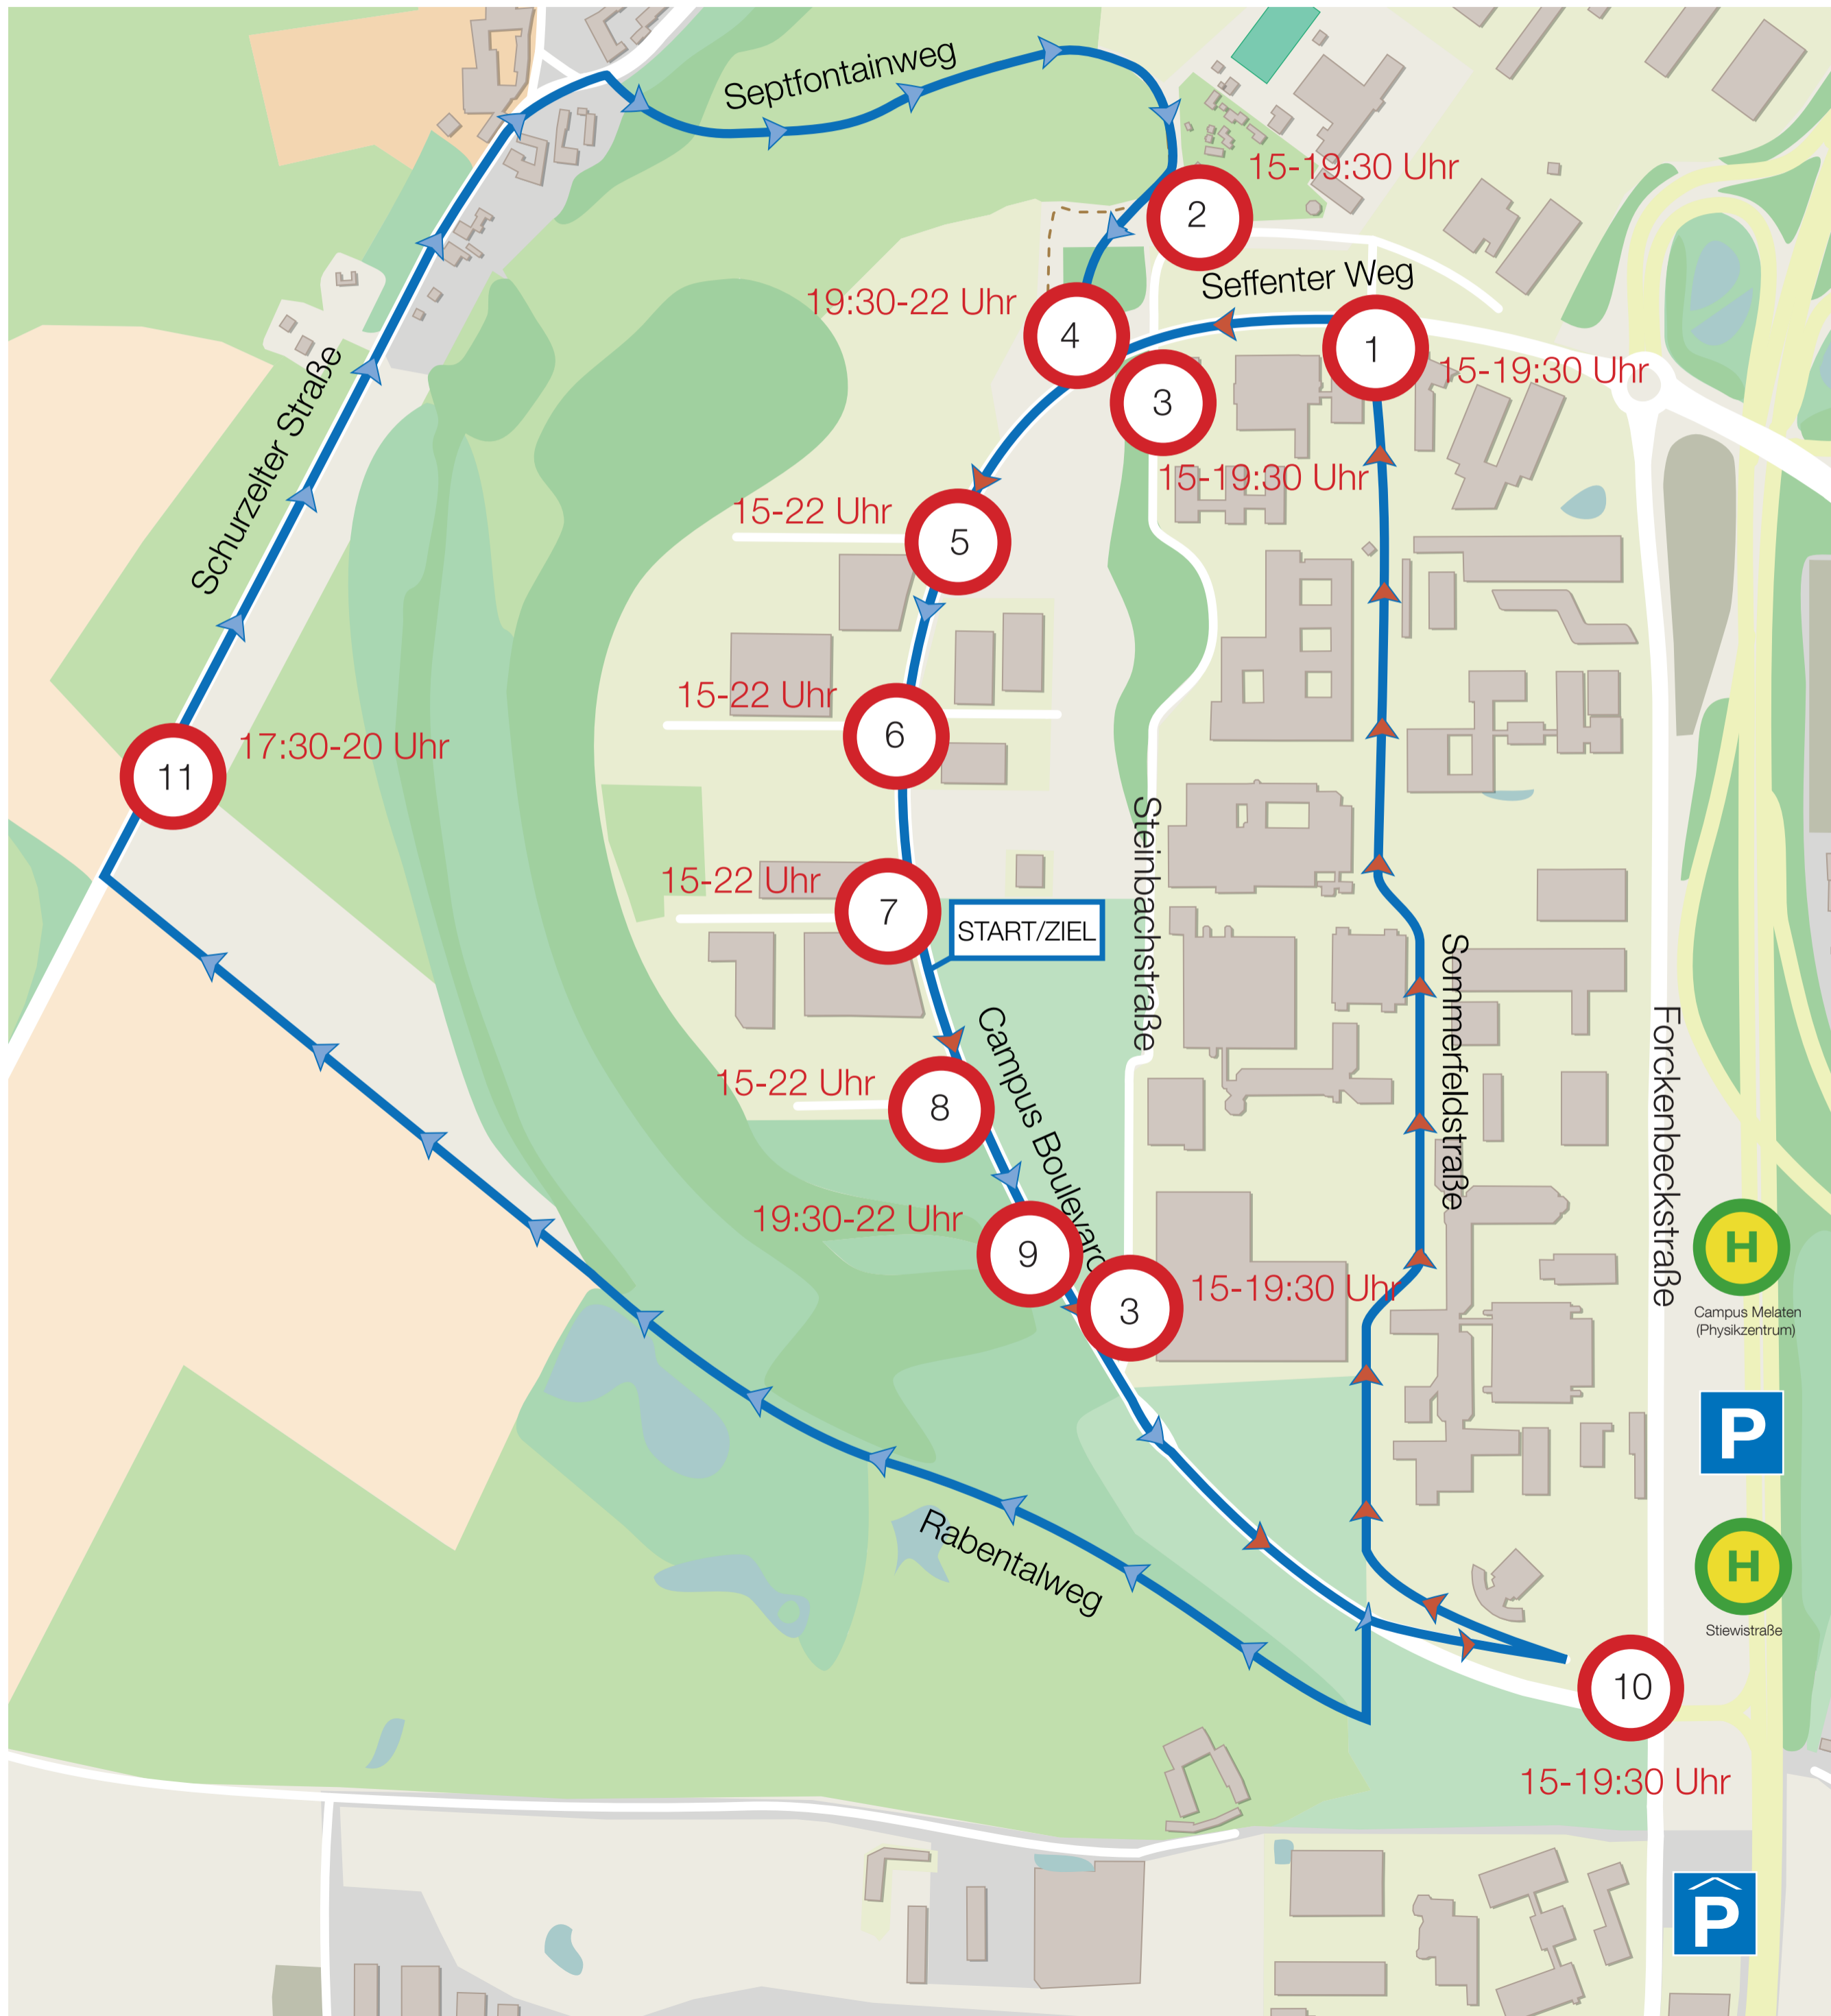 Septfontainweg
15-19:30 Uhr
2
Seffenter Weg
19:30-22 Uhr
4
1
15-19:30 Uhr
3
15-19:30 Uhr
Schurzelter Straße
15-22 Uhr
5
15-22 Uhr
6
11
17:30-20 Uhr
Steinbachstraße
15-22 Uhr
7
START/ZIEL
Sommerfeldstraße
Forckenbeckstraße
Campus Boulevard
15-22 Uhr
8
19:30-22 Uhr
9
3
15-19:30 Uhr
H
Campus Melaten
(Physikzentrum)
P
Rabentalweg
H
Stiewistraße
10
15-19:30 Uhr
P